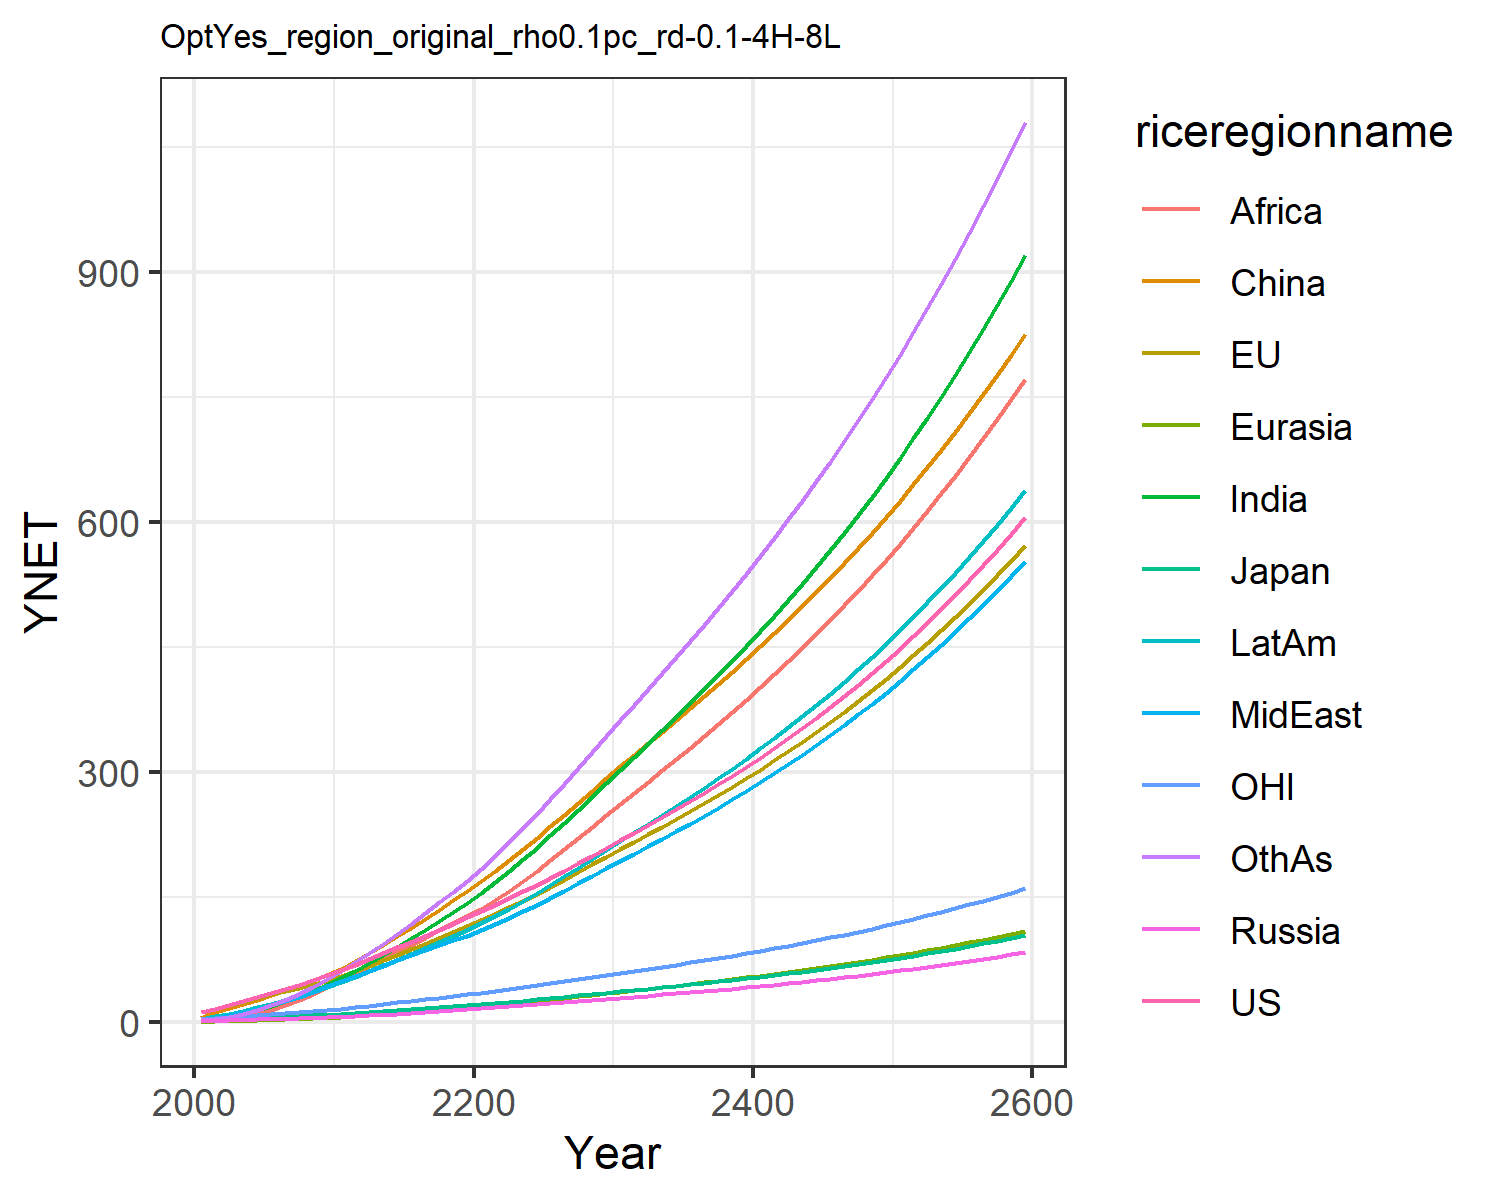 OptYes_region_original_rho0.1pc_rd-0.1-4H-8L
YNET
900
600
300
0
2000
2200
2400
2600
Year
riceregionname
Africa
China
EU
Eurasia
India
Japan
LatAm
MidEast
OHI
OthAs
Russia
US